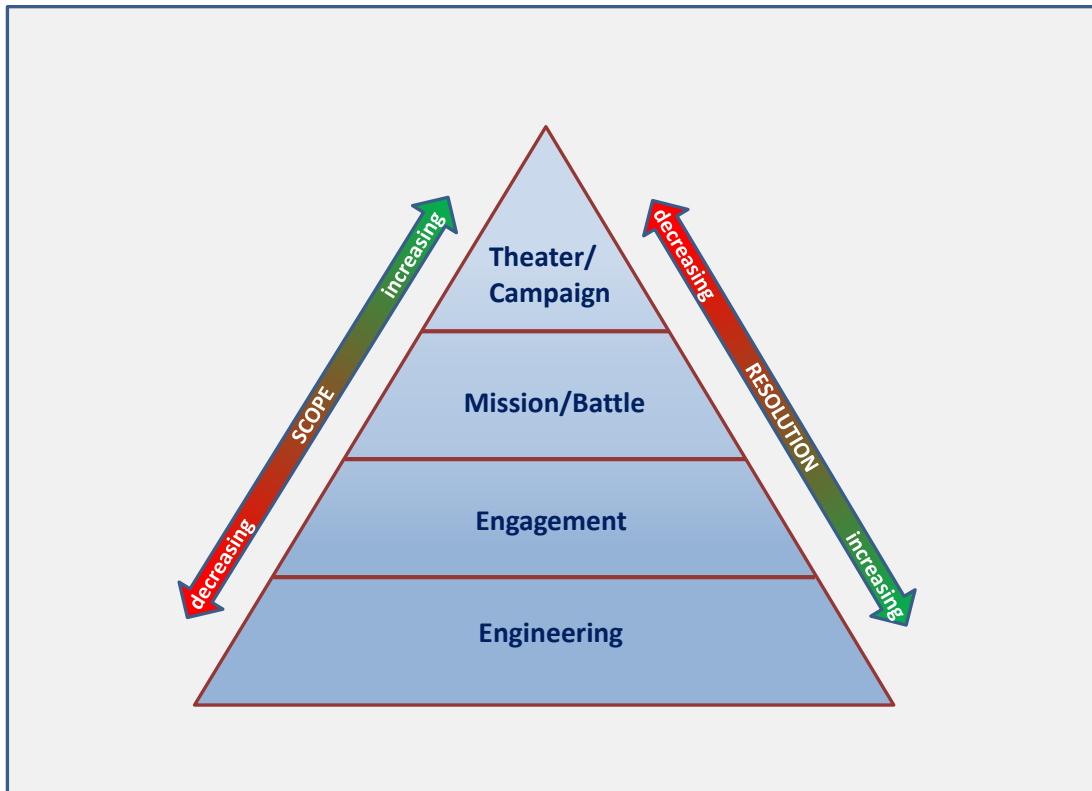 Theater/
Campaign
Mission/Battle
Engagement
Engineering
increasing
SCOPE
decreasing
decreasing
RESOLUTION
increasing